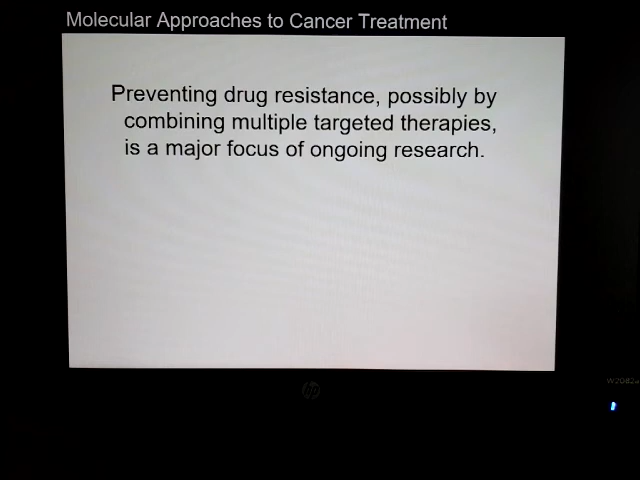 Molecular Approaches to Cancer Treatment
Preventing drug resistance, possibly by
combining multiple targeted therapies,
is a major focus of ongoing research.
hp